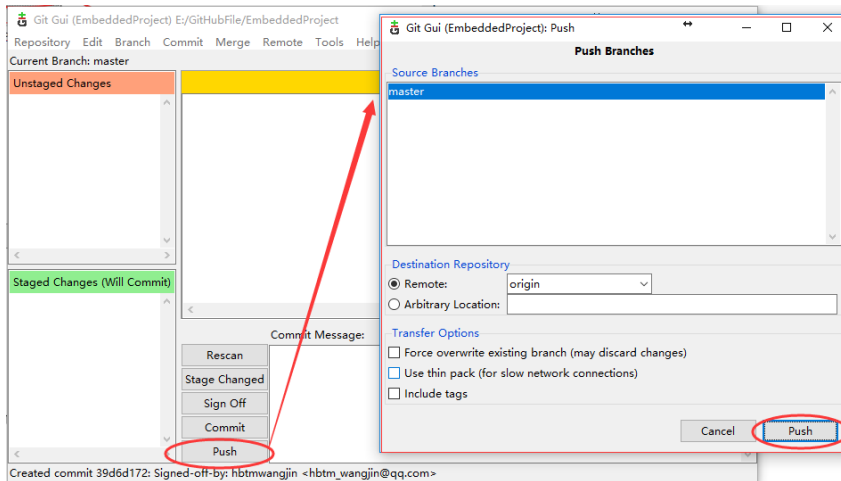 Git Gui (EmbeddedProject) E:/GitHubFile/EmbeddedProject
Repository Edit Branch Commit Merge Remote Tools Help
Current Branch: master
Unstaged Changes
Staged Changes (Will Commit)
Commit Message:
Rescan
Stage Changed
Sign Off
Commit
Push
Created commit 39d6d172: Signed-off-by: hbtmwangjin <hbtm_wangjin@qq.com>
Git Gui (EmbeddedProject): Push
Push Branches
Source Branches
master
Destination Repository
Remote: origin
Arbitrary Location:
Transfer Options
Force overwrite existing branch (may discard changes)
Use thin pack (for slow network connections)
Include tags
Cancel Push